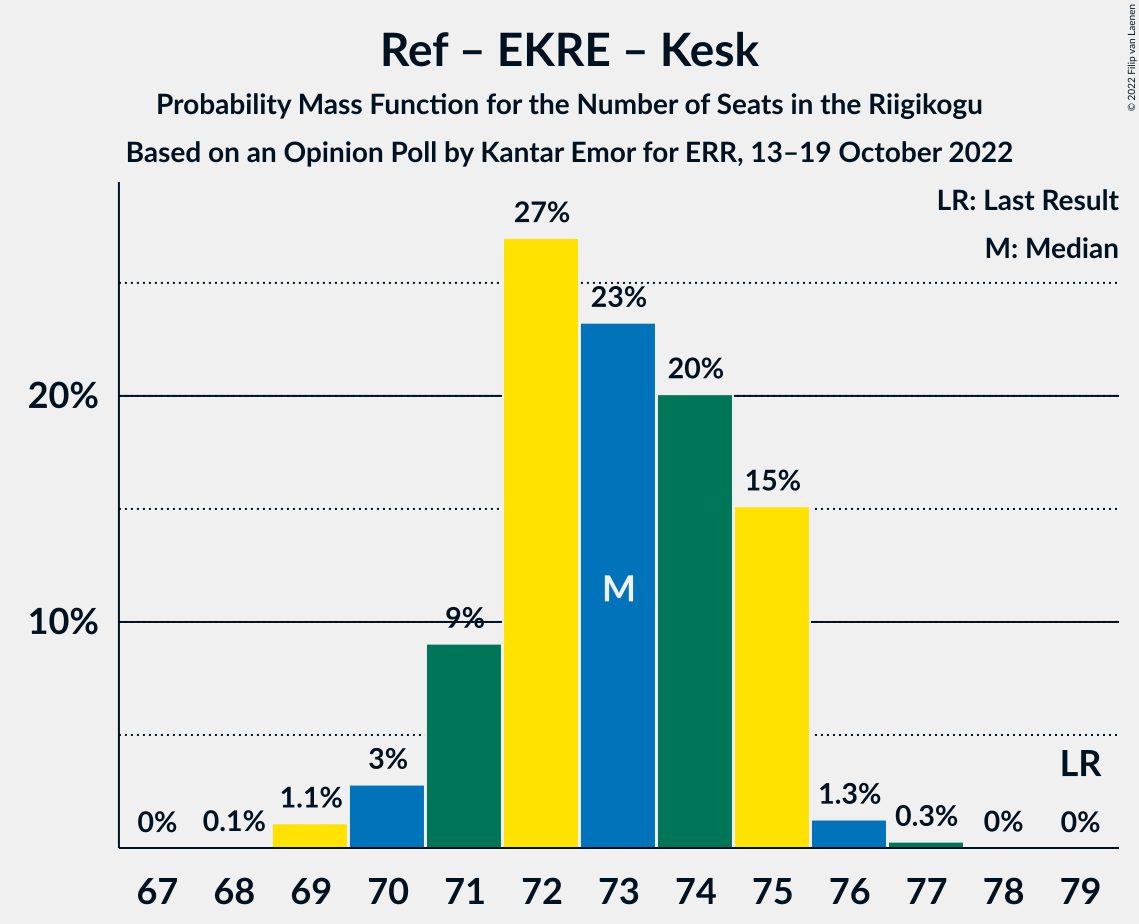 Ref – EKRE – Kesk
Probability Mass Function for the Number of Seats in the Riigikogu
Based on an Opinion Poll by Kantar Emor for ERR, 13–19 October 2022
© 2022 Filip van Laenen
LR: Last Result
M: Median
27%
23%
20%
20%
15%
M
10%
9%
3%
LR
1.1%
1.3%
0%
0.1%
0.3%
0%
0%
67 68 69 70 71 72 73 74 75 76 77 78 79